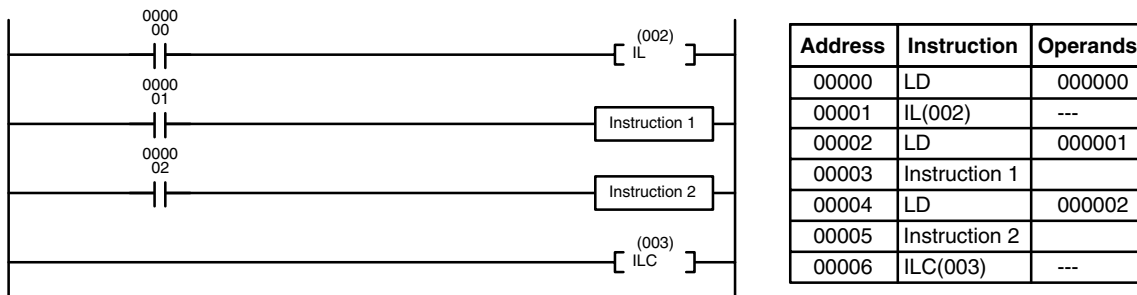 0000
00
(002)
IL
0000
01
Instruction 1
0000
02
Instruction 2
(003)
ILC
Address Instruction Operands
00000 LD 000000
00001 IL(002) ---
00002 LD 000001
00003 Instruction 1
00004 LD 000002
00005 Instruction 2
00006 ILC(003) ---